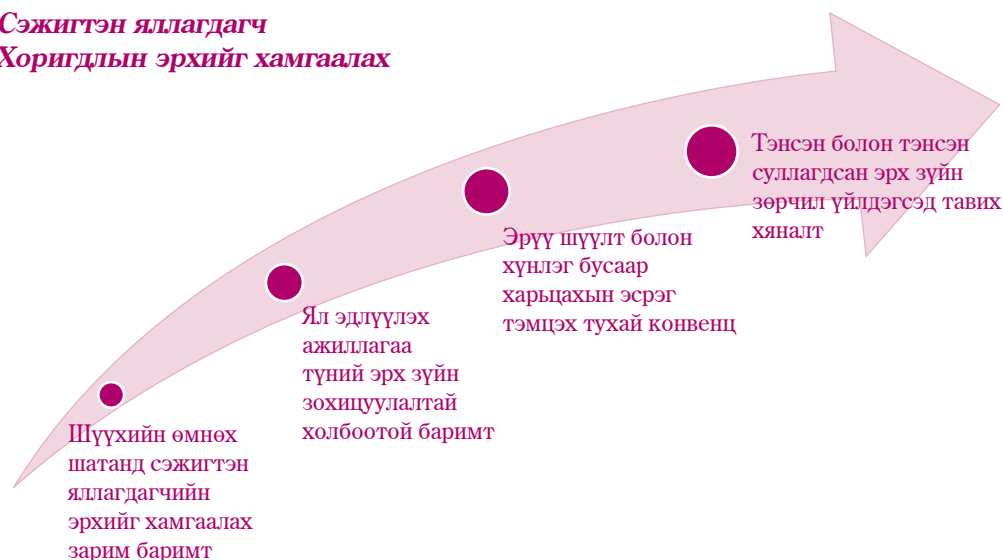 Сэжигтэн яллагдагч
Хоригдлын эрхийг хамгаалах
Шүүхийн өмнөх
шатанд сэжигтэн
яллагдагчийн
эрхийг хамгаалах
зарим баримт
Ял эдлүүлэх
ажиллагаа
түний эрх зүйн
зохицуулалтай
холбоотой баримт
Эрүү шүүлт болон
хүнлэг бусаар
харьцахын эсрэг
тэмцэх тухай конвенц
Тэнсэн болон тэнсэн
суллагдсан эрх зүйн
зөрчил үйлдэгсэд тавих
хяналт